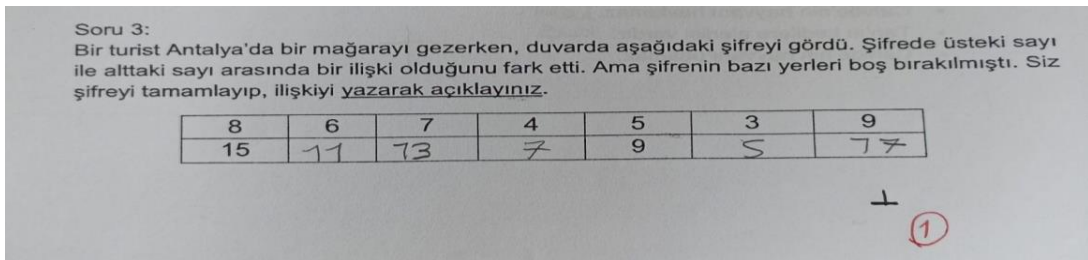 Soru 3:
Bir turist Antalya'da bir mağarayı gezerken, duvarda aşağıdaki şifreyi gördü. Şifrede üsteki sayı
ile alttaki sayı arasında bir ilişki olduğunu fark etti. Ama şifrenin bazı yerleri boş bırakılmıştı. Siz
şifreyi tamamlayıp, ilişkiyi yazarak açıklayınız.
8 6 7 4 5 3 9
15 11 13 7 9 5 17
+
1